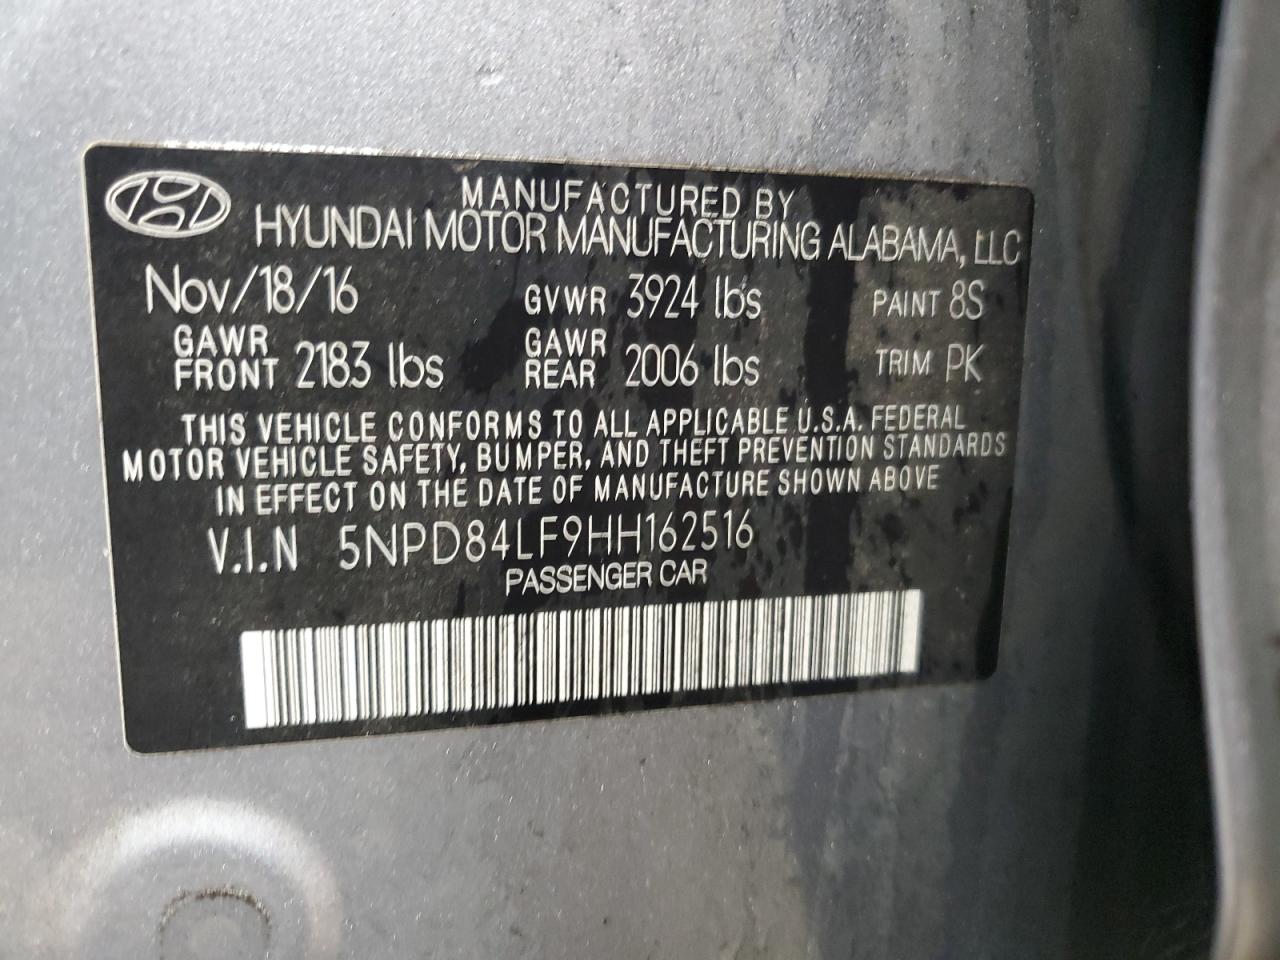 MANUFACTURED BY
HYUNDAI MOTOR MANUFACTURING ALABAMA, LLC
Nov/18/16 GVWR 3924 lbs PAINT 8S
GAWR FRONT 2183 lbs GAWR REAR 2006 lbs TRIM PK
THIS VEHICLE CONFORMS TO ALL APPLICABLE U.S.A. FEDERAL
MOTOR VEHICLE SAFETY, BUMPER, AND THEFT PREVENTION STANDARDS
IN EFFECT ON THE DATE OF MANUFACTURE SHOWN ABOVE
V.I.N 5NPD84LF9HH162516
PASSENGER CAR